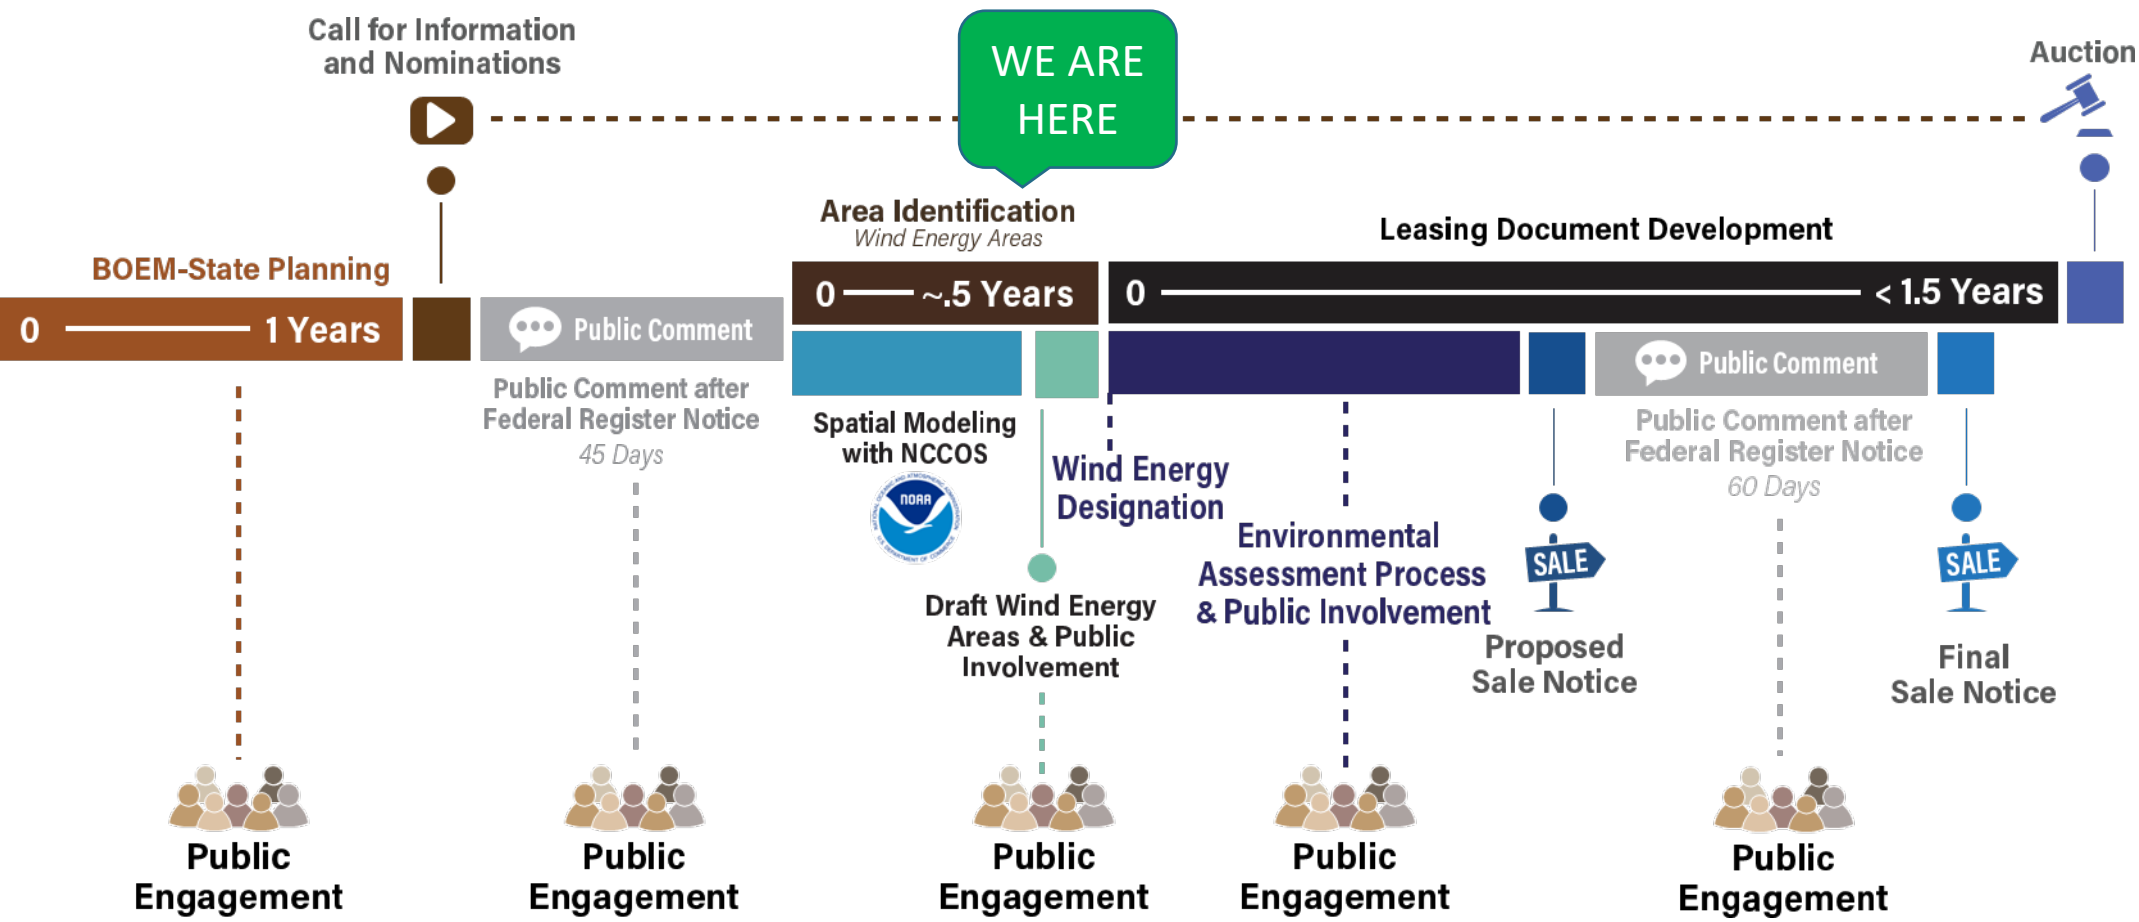 Call for Information
and Nominations
WE ARE
HERE
Auction
BOEM-State Planning
0
1 Years
Public Comment
Public Comment after
Federal Register Notice
45 Days
Area Identification
Wind Energy Areas
0
~.5 Years
Spatial Modeling
with NCCOS
NOAA
Draft Wind Energy
Areas & Public
Involvement
Wind Energy
Designation
Leasing Document Development
0
< 1.5 Years
Environmental
Assessment Process
& Public Involvement
SALE
Proposed
Sale Notice
Public Comment
Public Comment after
Federal Register Notice
60 Days
SALE
Final
Sale Notice
Public
Engagement
Public
Engagement
Public
Engagement
Public
Engagement
Public
Engagement